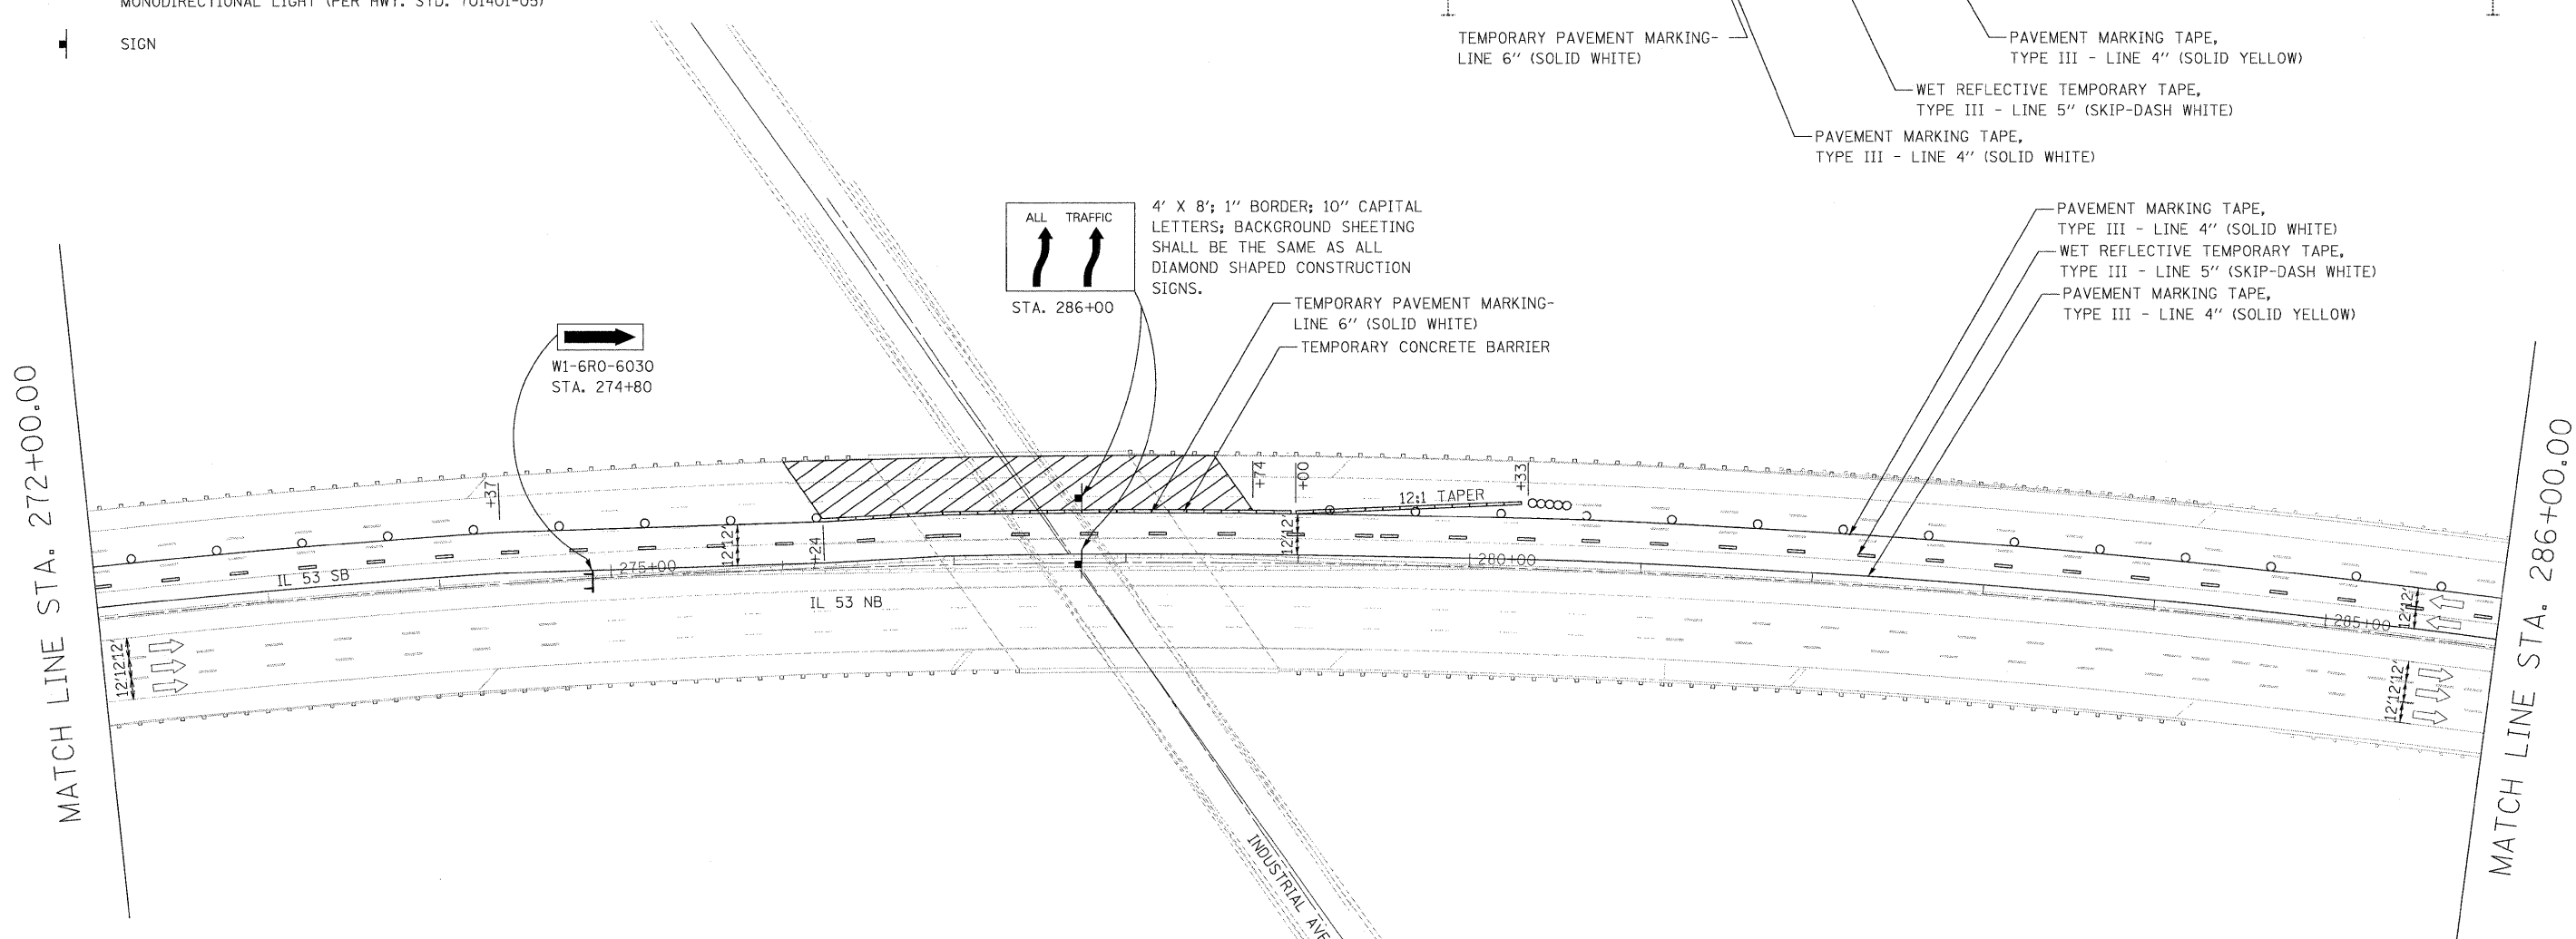 MONODIRECTIONAL LIGHT (PER HWY. STD. 701401-05)
SIGN
TEMPORARY PAVEMENT MARKING-
LINE 6" (SOLID WHITE)
PAVEMENT MARKING TAPE,
TYPE III - LINE 4" (SOLID YELLOW)
WET REFLECTIVE TEMPORARY TAPE,
TYPE III - LINE 5" (SKIP-DASH WHITE)
PAVEMENT MARKING TAPE,
TYPE III - LINE 4" (SOLID WHITE)
ALL TRAFFIC
STA. 286+00
4' X 8'; 1" BORDER; 10" CAPITAL
LETTERS; BACKGROUND SHEETING
SHALL BE THE SAME AS ALL
DIAMOND SHAPED CONSTRUCTION
SIGNS.
TEMPORARY PAVEMENT MARKING-
LINE 6" (SOLID WHITE)
TEMPORARY CONCRETE BARRIER
PAVEMENT MARKING TAPE,
TYPE III - LINE 4" (SOLID WHITE)
WET REFLECTIVE TEMPORARY TAPE,
TYPE III - LINE 5" (SKIP-DASH WHITE)
PAVEMENT MARKING TAPE,
TYPE III - LINE 4" (SOLID YELLOW)
W1-6R0-6030
STA. 274+80
MATCH LINE STA. 272+00.00
+37
+74
+00
+33
12:1 TAPER
12'12'
+24
12'12'
IL 53 SB
275+00
280+00
IL 53 NB
285+00
12'12'
12'12'12'
12'12'12'
INDUSTRIAL AVE
MATCH LINE STA. 286+00.00